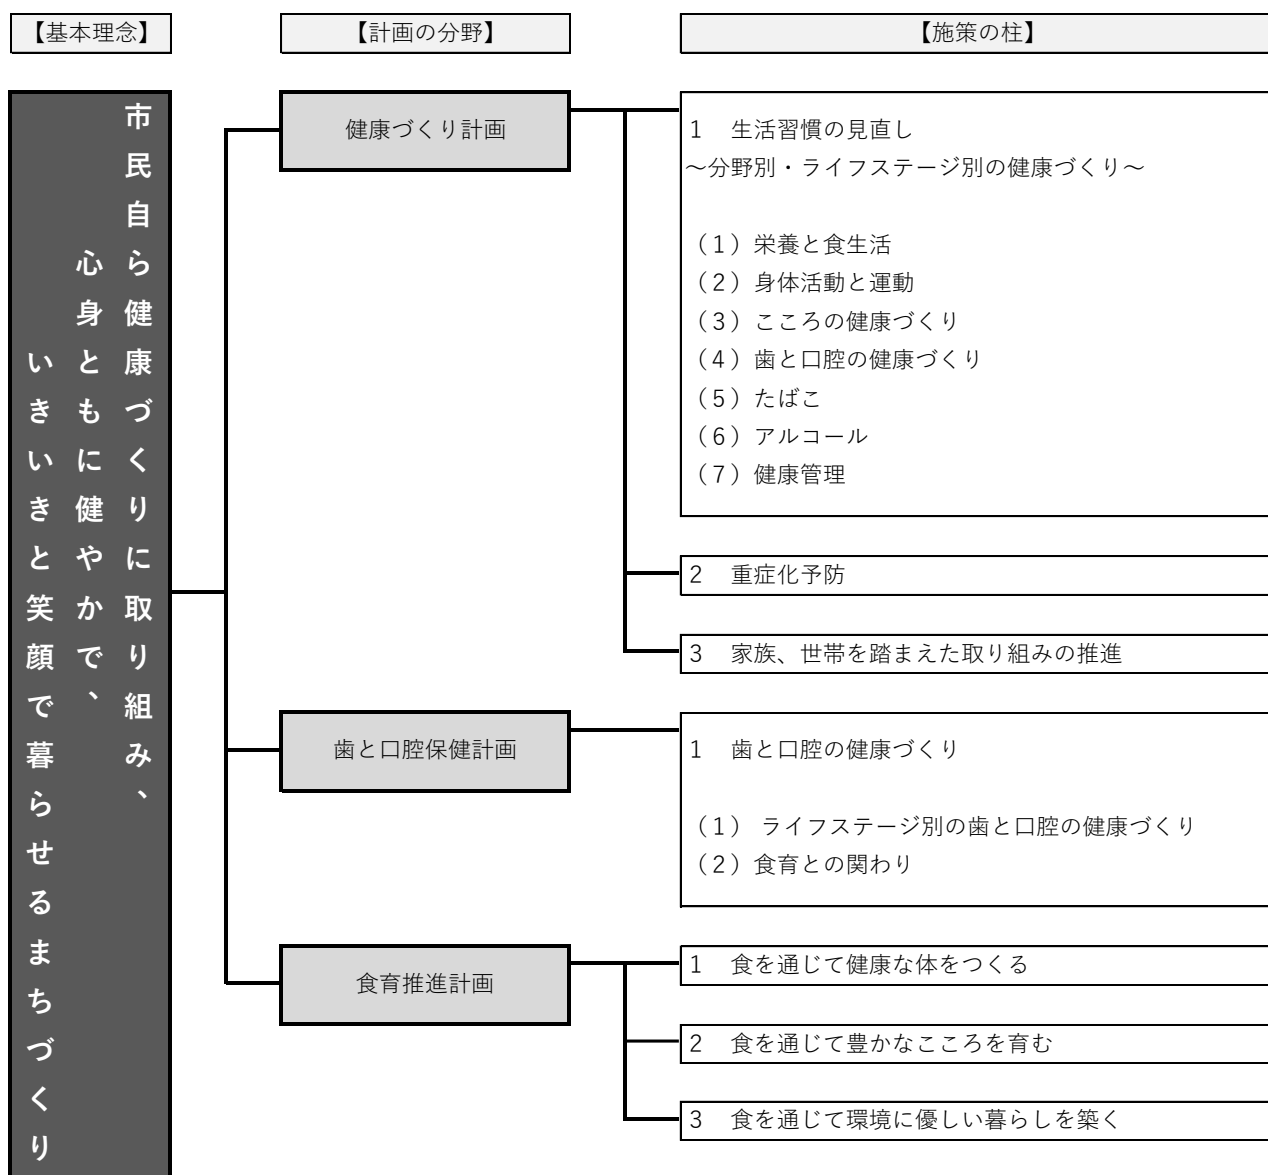 【基本理念】
【計画の分野】
【施策の柱】
市民自ら健康づくりに取り組み、
心身ともに健やかで、
いきいきと笑顔で暮らせるまちづくり
健康づくり計画
1　生活習慣の見直し
～分野別・ライフステージ別の健康づくり～
（1）栄養と食生活
（2）身体活動と運動
（3）こころの健康づくり
（4）歯と口腔の健康づくり
（5）たばこ
（6）アルコール
（7）健康管理
2　重症化予防
3　家族、世帯を踏まえた取り組みの推進
歯と口腔保健計画
1　歯と口腔の健康づくり
（1） ライフステージ別の歯と口腔の健康づくり
（2）食育との関わり
食育推進計画
1　食を通じて健康な体をつくる
2　食を通じて豊かなこころを育む
3　食を通じて環境に優しい暮らしを築く